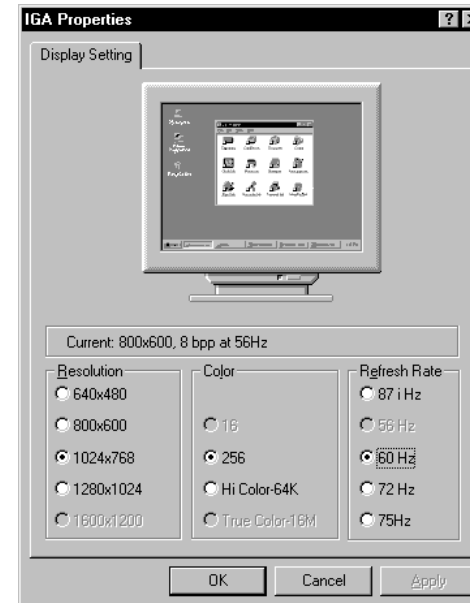 IGA Properties
Display Setting
Current: 800x600, 8 bpp at 56Hz
Resolution
640x480
800x600
1024x768
1280x1024
1600x1200
Color
16
256
Hi Color-64K
True Color-16M
Refresh Rate
87 i Hz
56 Hz
60 Hz
72 Hz
75Hz
OK
Cancel
Apply